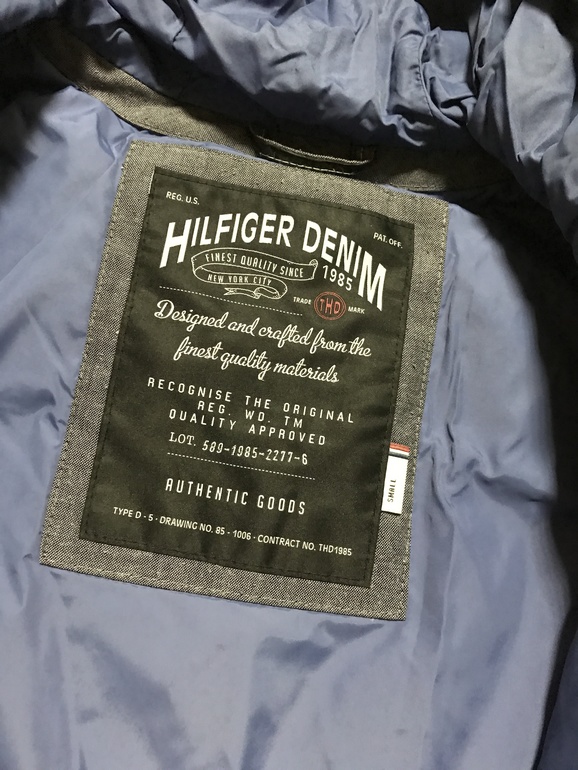 REG. U.S.
PAT. OFF.
HILFIGER DENIM
FINEST QUALITY SINCE 1985
NEW YORK CITY
TRADE THD MARK
Designed and crafted from the
finest quality materials
RECOGNISE THE ORIGINAL
REG. WD. TM
QUALITY APPROVED
LOT. 589-1985-2277-6
AUTHENTIC GOODS
TYPE D - 5 · DRAWING NO. 85 - 1006 · CONTRACT NO. THD1985
SMALL